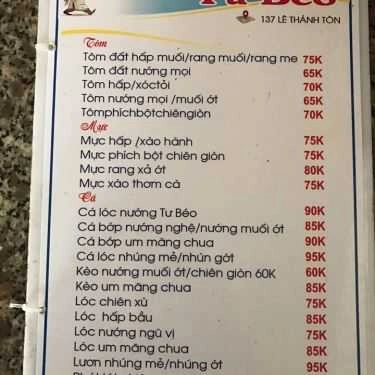 137 LÊ THÁNH TÔN
Tôm
Tôm đất hấp muối/rang muối/rang me 75K
Tôm đất nướng mọi 65K
Tôm hấp/xóctỏi 70K
Tôm nướng mọi /muối ớt 65K
Tômphíchbộtchiêngiòn 70K
Mực
Mực hấp /xào hành 75K
Mực phích bột chiên giòn 75K
Mực rang xả ớt 80K
Mực xáo thơm cà 75K
Cá
Cá lóc nướng Tư Béo 90K
Cá bớp nướng nghệ/nướng muối ớt 85K
Cá bớp um măng chua 90K
Cá lóc nhúng mẻ/nhún gớt 95K
Kèo nướng muối ớt/chiên giòn 60K 60K
Kèo um măng chua 85K
Lóc chiên xù 75K
Lóc hấp bầu 85K
Lóc nướng ngũ vị 75K
Lóc um măng chua 85K
Lươn nhúng mẻ/nhúng ớt 95K